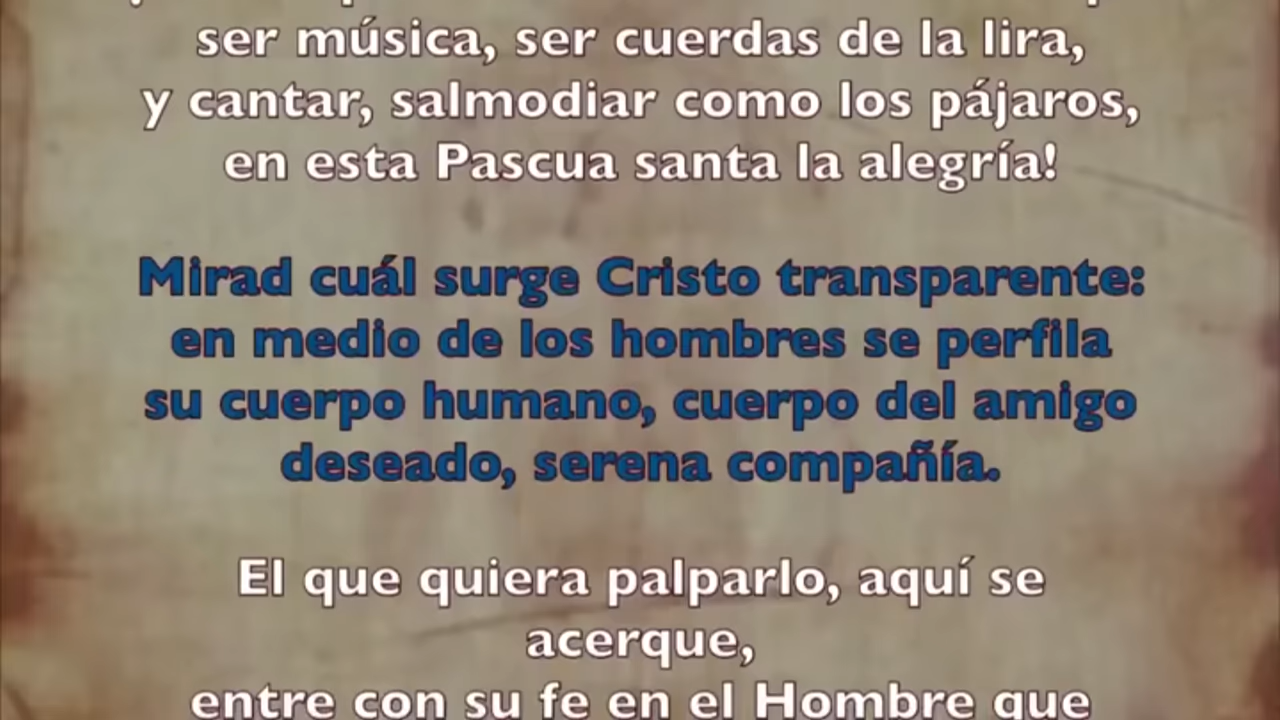 ser música, ser cuerdas de la lira,
y cantar, salmodiar como los pájaros,
en esta Pascua santa la alegría!
Mirad cuál surge Cristo transparente:
en medio de los hombres se perfila
su cuerpo humano, cuerpo del amigo
deseado, serena compañía.
El que quiera palparlo, aquí se
acerque,
entre con su fe en el Hombre que